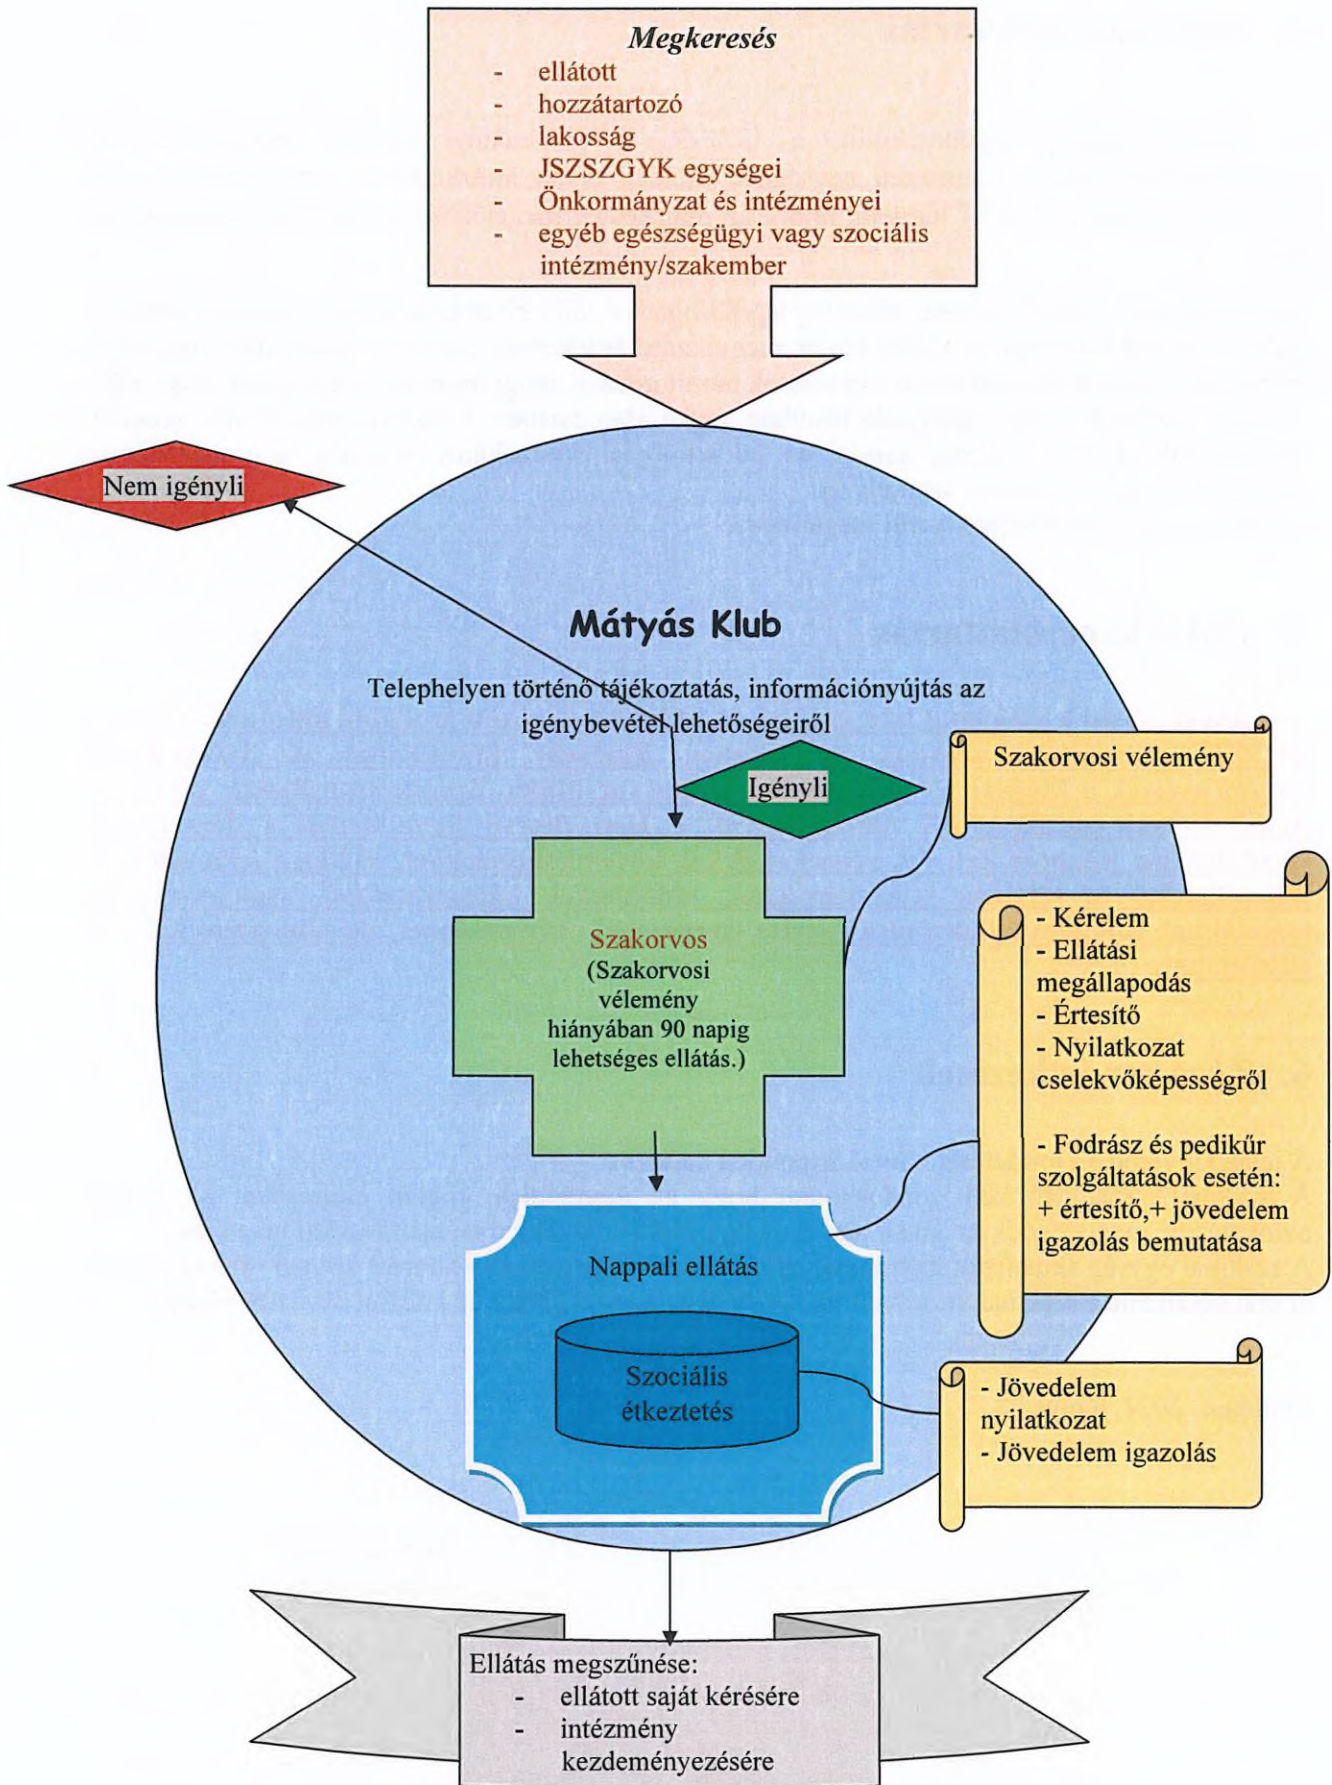 Megkeresés
- ellátott
- hozzátartozó
- lakosság
- JSZSZGYK egységei
- Önkormányzat és intézményei
- egyéb egészségügyi vagy szociális
intézmény/szakember
Nem igényli
Mátyás Klub
Telephelyen történő tájékoztatás, információnyújtás az
igénybevétel lehetőségeiről
Igényli
Szakorvosi vélemény
Szakorvos
(Szakorvosi
vélemény
hiányában 90 napig
lehetséges ellátás.)
- Kérelem
- Ellátási
megállapodás
- Értesítő
- Nyilatkozat
cselekvőképességről
- Fodrász és pedikűr
szolgáltatások esetén:
+ értesítő,+ jövedelem
igazolás bemutatása
Nappali ellátás
Szociális
étkeztetés
- Jövedelem
nyilatkozat
- Jövedelem igazolás
Ellátás megszűnése:
- ellátott saját kérésére
- intézmény
kezdeményezésére